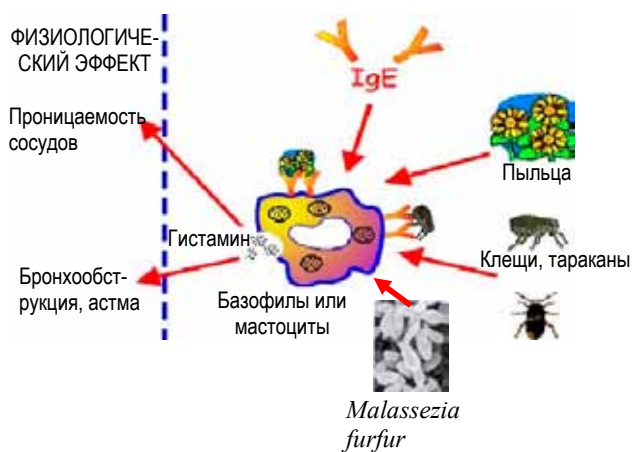 ФИЗИОЛОГИЧЕ-
СКИЙ ЭФФЕКТ
IgE
Проницаемость
сосудов
Пыльца
Гистамин
Клещи, тараканы
Бронхообст-
рукция, астма
Базофилы или
мастоциты
Malassezia
furfur